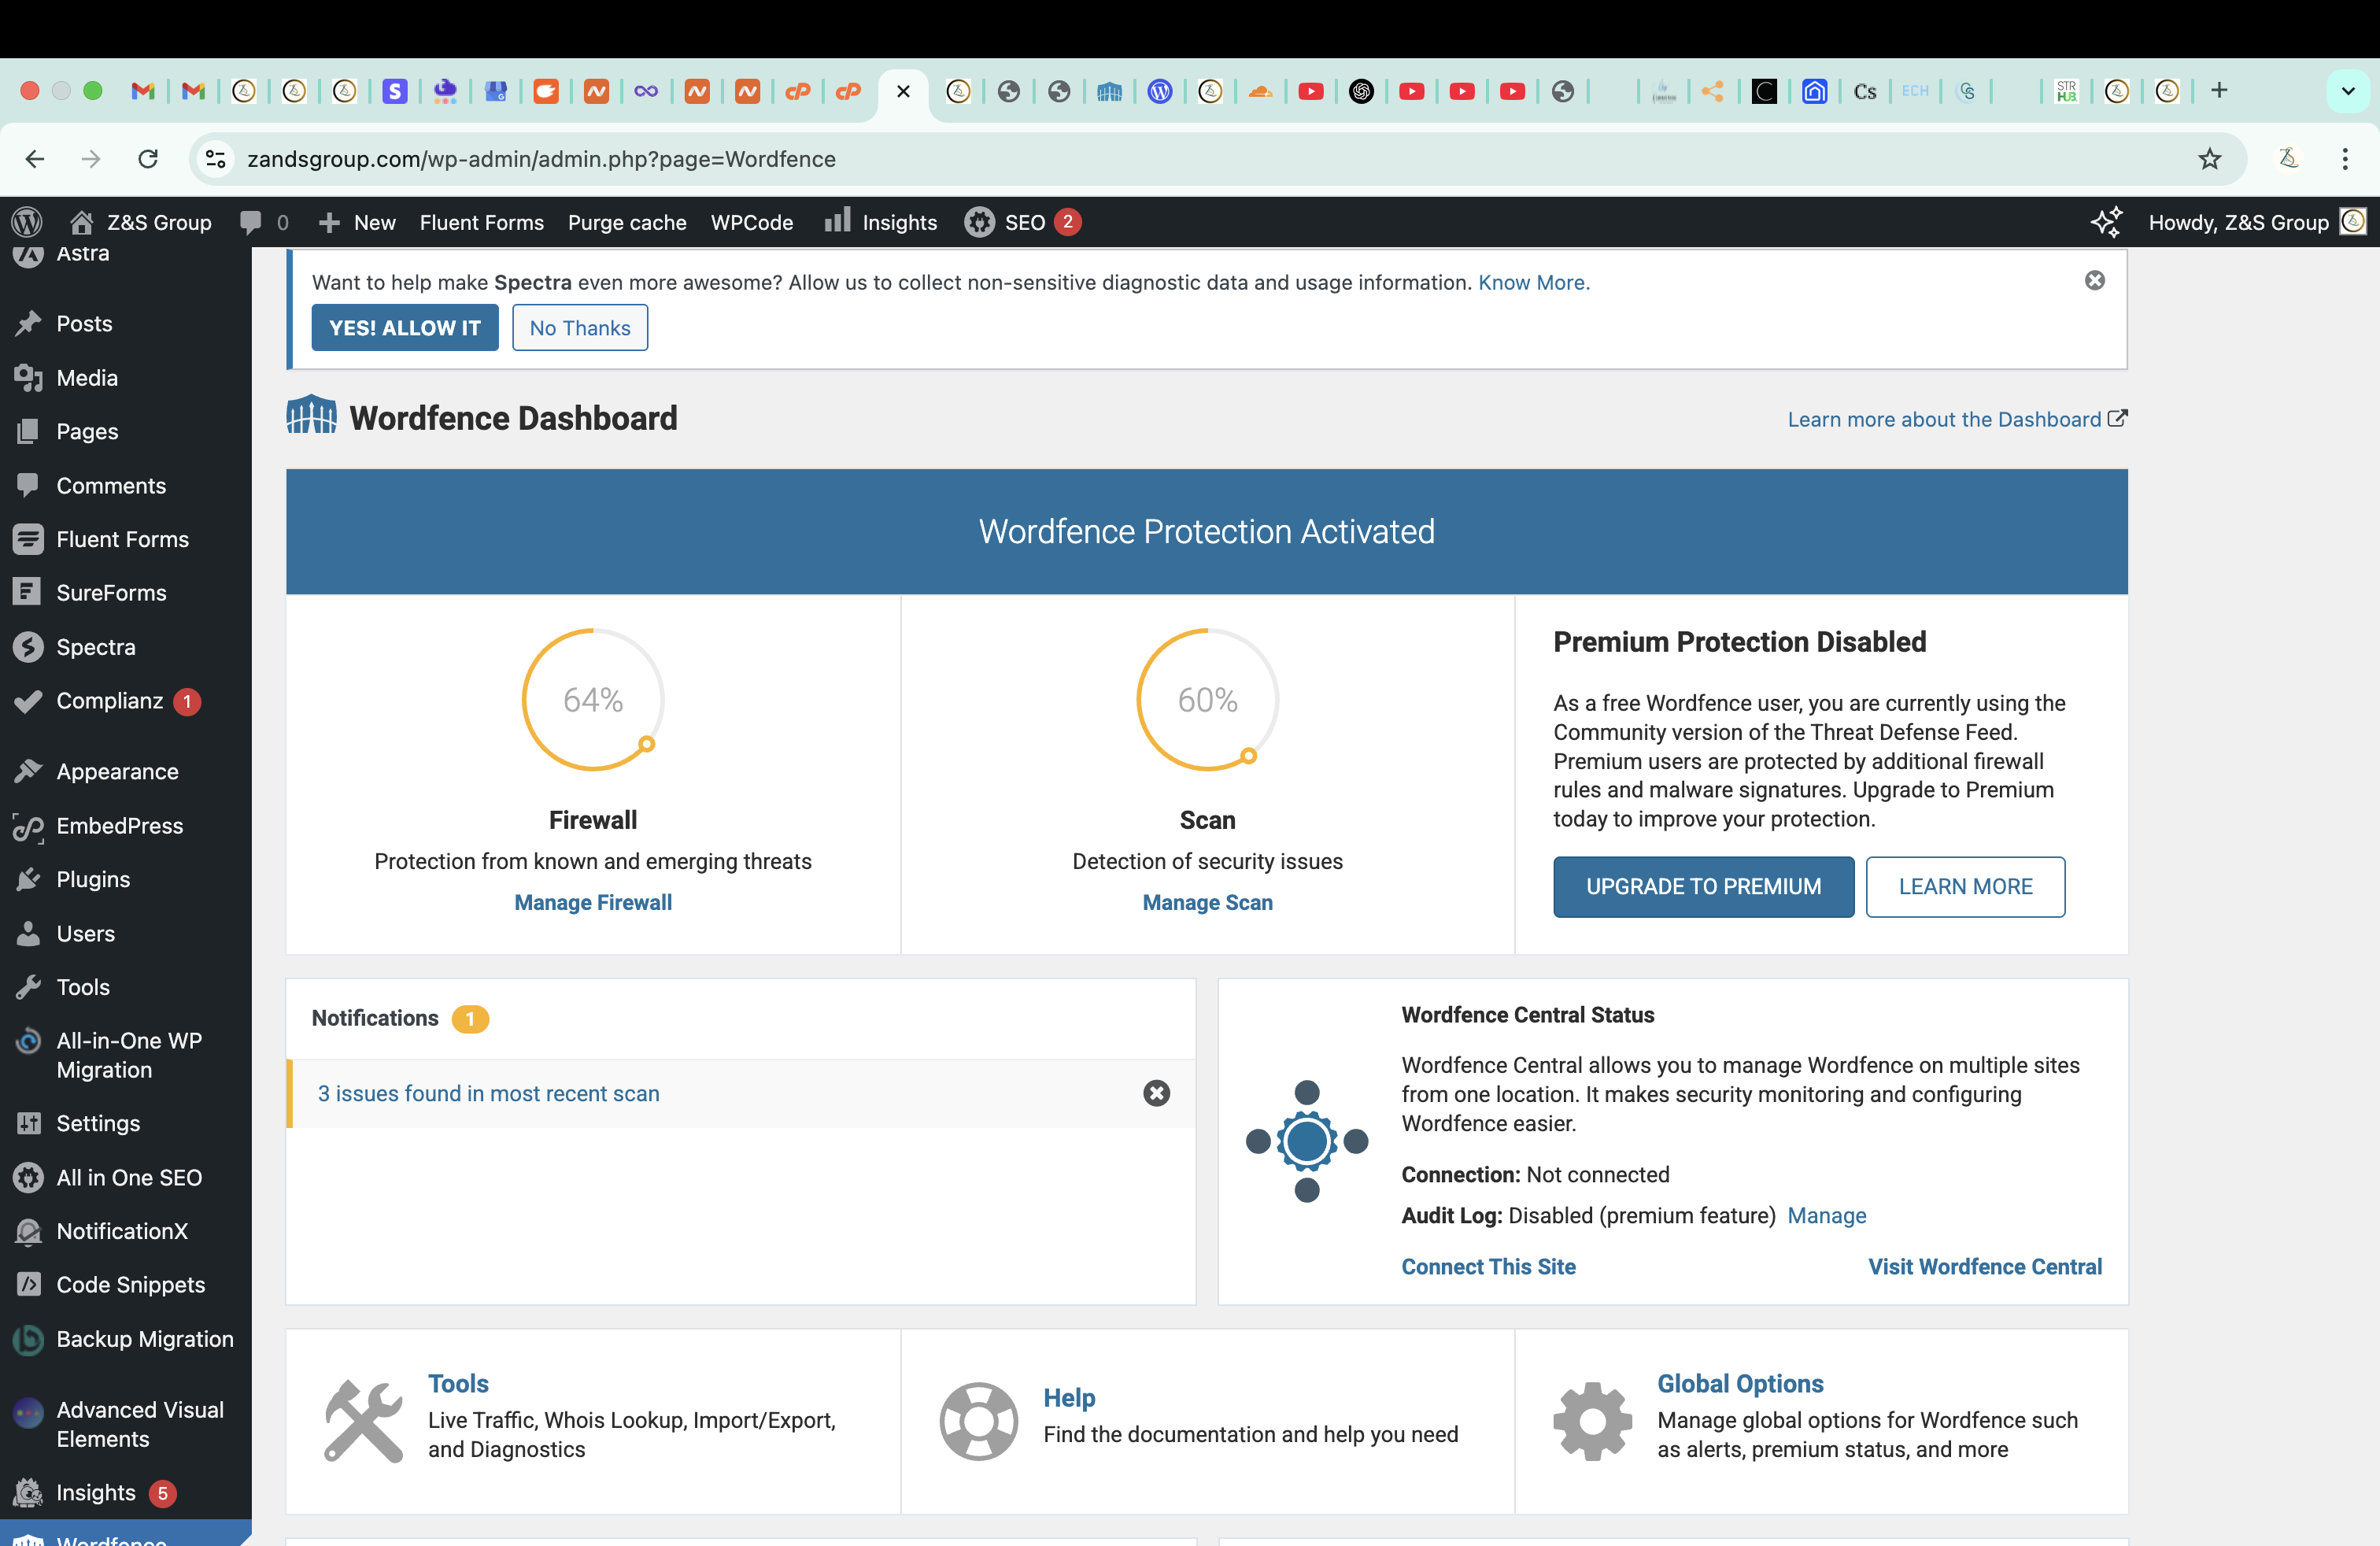 zandsgroup.com/wp-admin/admin.php?page=Wordfence
Z&S Group 0 New Fluent Forms Purge cache WPCode Insights SEO 2 Howdy, Z&S Group
Astra
Posts
Media
Pages
Comments
Fluent Forms
SureForms
Spectra
Complianz 1
Appearance
EmbedPress
Plugins
Users
Tools
All-in-One WP
Migration
Settings
All in One SEO
NotificationX
Code Snippets
Backup Migration
Advanced Visual
Elements
Insights 5
Wordfence
Want to help make Spectra even more awesome? Allow us to collect non-sensitive diagnostic data and usage information. Know More.
YES! ALLOW IT No Thanks
Wordfence Dashboard
Learn more about the Dashboard
Wordfence Protection Activated
64%
Firewall
Protection from known and emerging threats
Manage Firewall
60%
Scan
Detection of security issues
Manage Scan
Premium Protection Disabled
As a free Wordfence user, you are currently using the
Community version of the Threat Defense Feed.
Premium users are protected by additional firewall
rules and malware signatures. Upgrade to Premium
today to improve your protection.
UPGRADE TO PREMIUM LEARN MORE
Notifications 1
3 issues found in most recent scan
Wordfence Central Status
Wordfence Central allows you to manage Wordfence on multiple sites
from one location. It makes security monitoring and configuring
Wordfence easier.
Connection: Not connected
Audit Log: Disabled (premium feature) Manage
Connect This Site Visit Wordfence Central
Tools
Live Traffic, Whois Lookup, Import/Export,
and Diagnostics
Help
Find the documentation and help you need
Global Options
Manage global options for Wordfence such
as alerts, premium status, and more